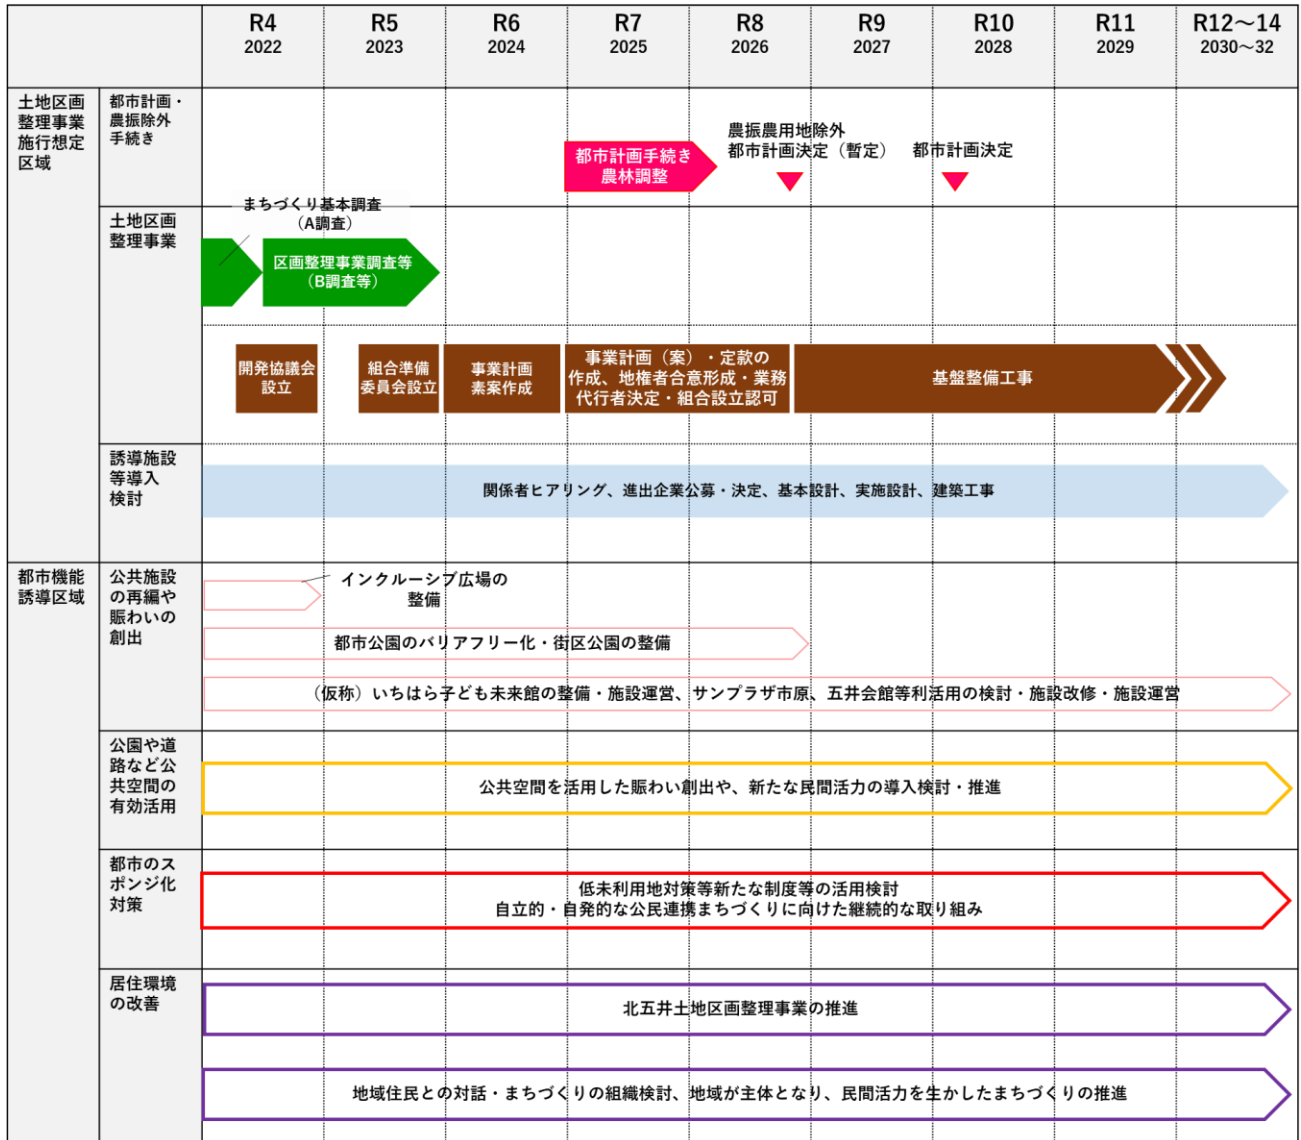 R4
2022
R5
2023
R6
2024
R7
2025
R8
2026
R9
2027
R10
2028
R11
2029
R12～14
2030～32
土地区画
整理事業
施行想定
区域
都市計画・
農振除外
手続き
都市計画手続き
農林調整
農振農用地除外
都市計画決定（暫定）
都市計画決定
土地区画
整理事業
まちづくり基本調査
（A調査）
区画整理事業調査等
（B調査等）
開発協議会
設立
組合準備
委員会設立
事業計画
素案作成
事業計画（案）・定款の
作成、地権者合意形成・業務
代行者決定・組合設立認可
基盤整備工事
誘導施設
等導入
検討
関係者ヒアリング、進出企業公募・決定、基本設計、実施設計、建築工事
都市機能
誘導区域
公共施設
の再編や
賑わいの
創出
インクルーシブ広場の
整備
都市公園のバリアフリー化・街区公園の整備
（仮称）いちはら子ども未来館の整備・施設運営、サンプラザ市原、五井会館等利活用の検討・施設改修・施設運営
公園や道
路など公
共空間の
有効活用
公共空間を活用した賑わい創出や、新たな民間活力の導入検討・推進
都市のス
ポンジ化
対策
低未利用地対策等新たな制度等の活用検討
自立的・自発的な公民連携まちづくりに向けた継続的な取り組み
居住環境
の改善
北五井土地区画整理事業の推進
地域住民との対話・まちづくりの組織検討、地域が主体となり、民間活力を生かしたまちづくりの推進